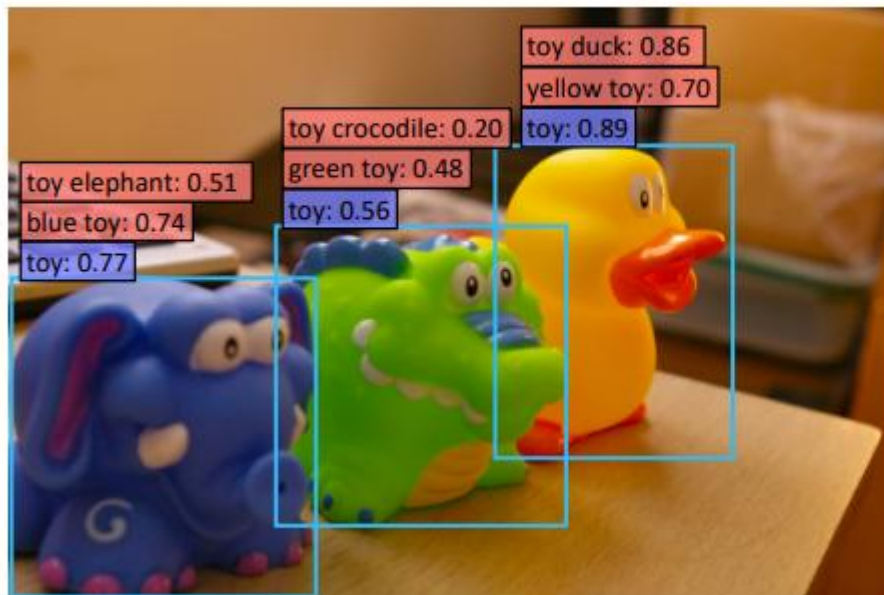 toy duck: 0.86
yellow toy: 0.70
toy: 0.89
toy crocodile: 0.20
green toy: 0.48
toy: 0.56
toy elephant: 0.51
blue toy: 0.74
toy: 0.77